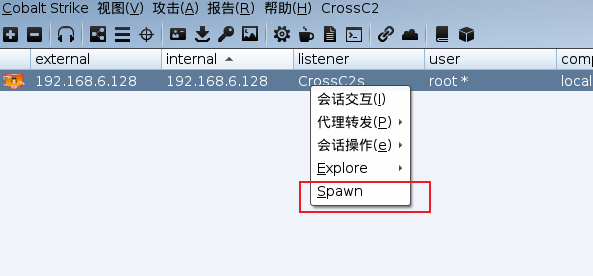 Cobalt Strike 视图(V) 攻击(A) 报告(R) 帮助(H) CrossC2
external internal listener user comp
192.168.6.128 192.168.6.128 CrossC2s root * local
会话交互(I)
代理转发(P)
会话操作(e)
Explore
Spawn